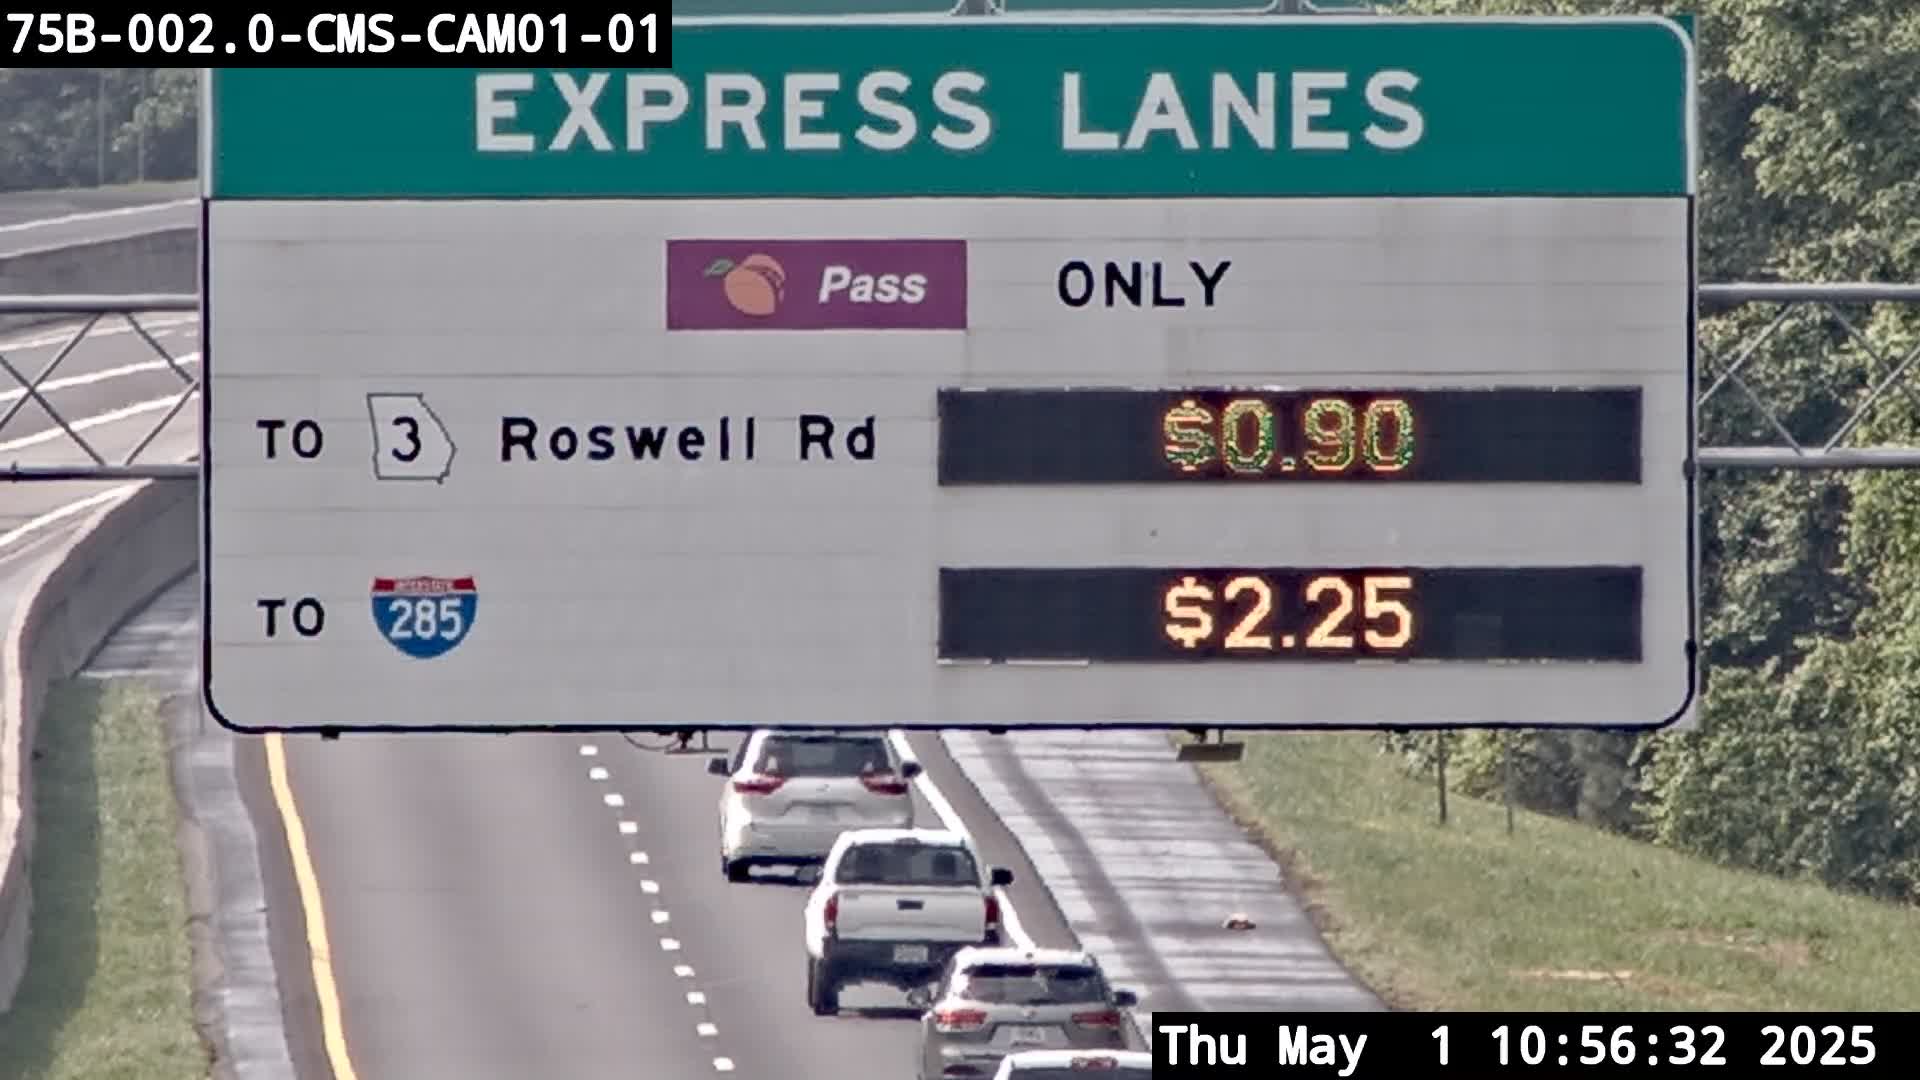 75B-002.0-CMS-CAM01-01
EXPRESS LANES
Pass ONLY
TO 3 Roswell Rd $0.90
INTERSTATE
TO 285 $2.25
Thu May 1 10:56:32 2025